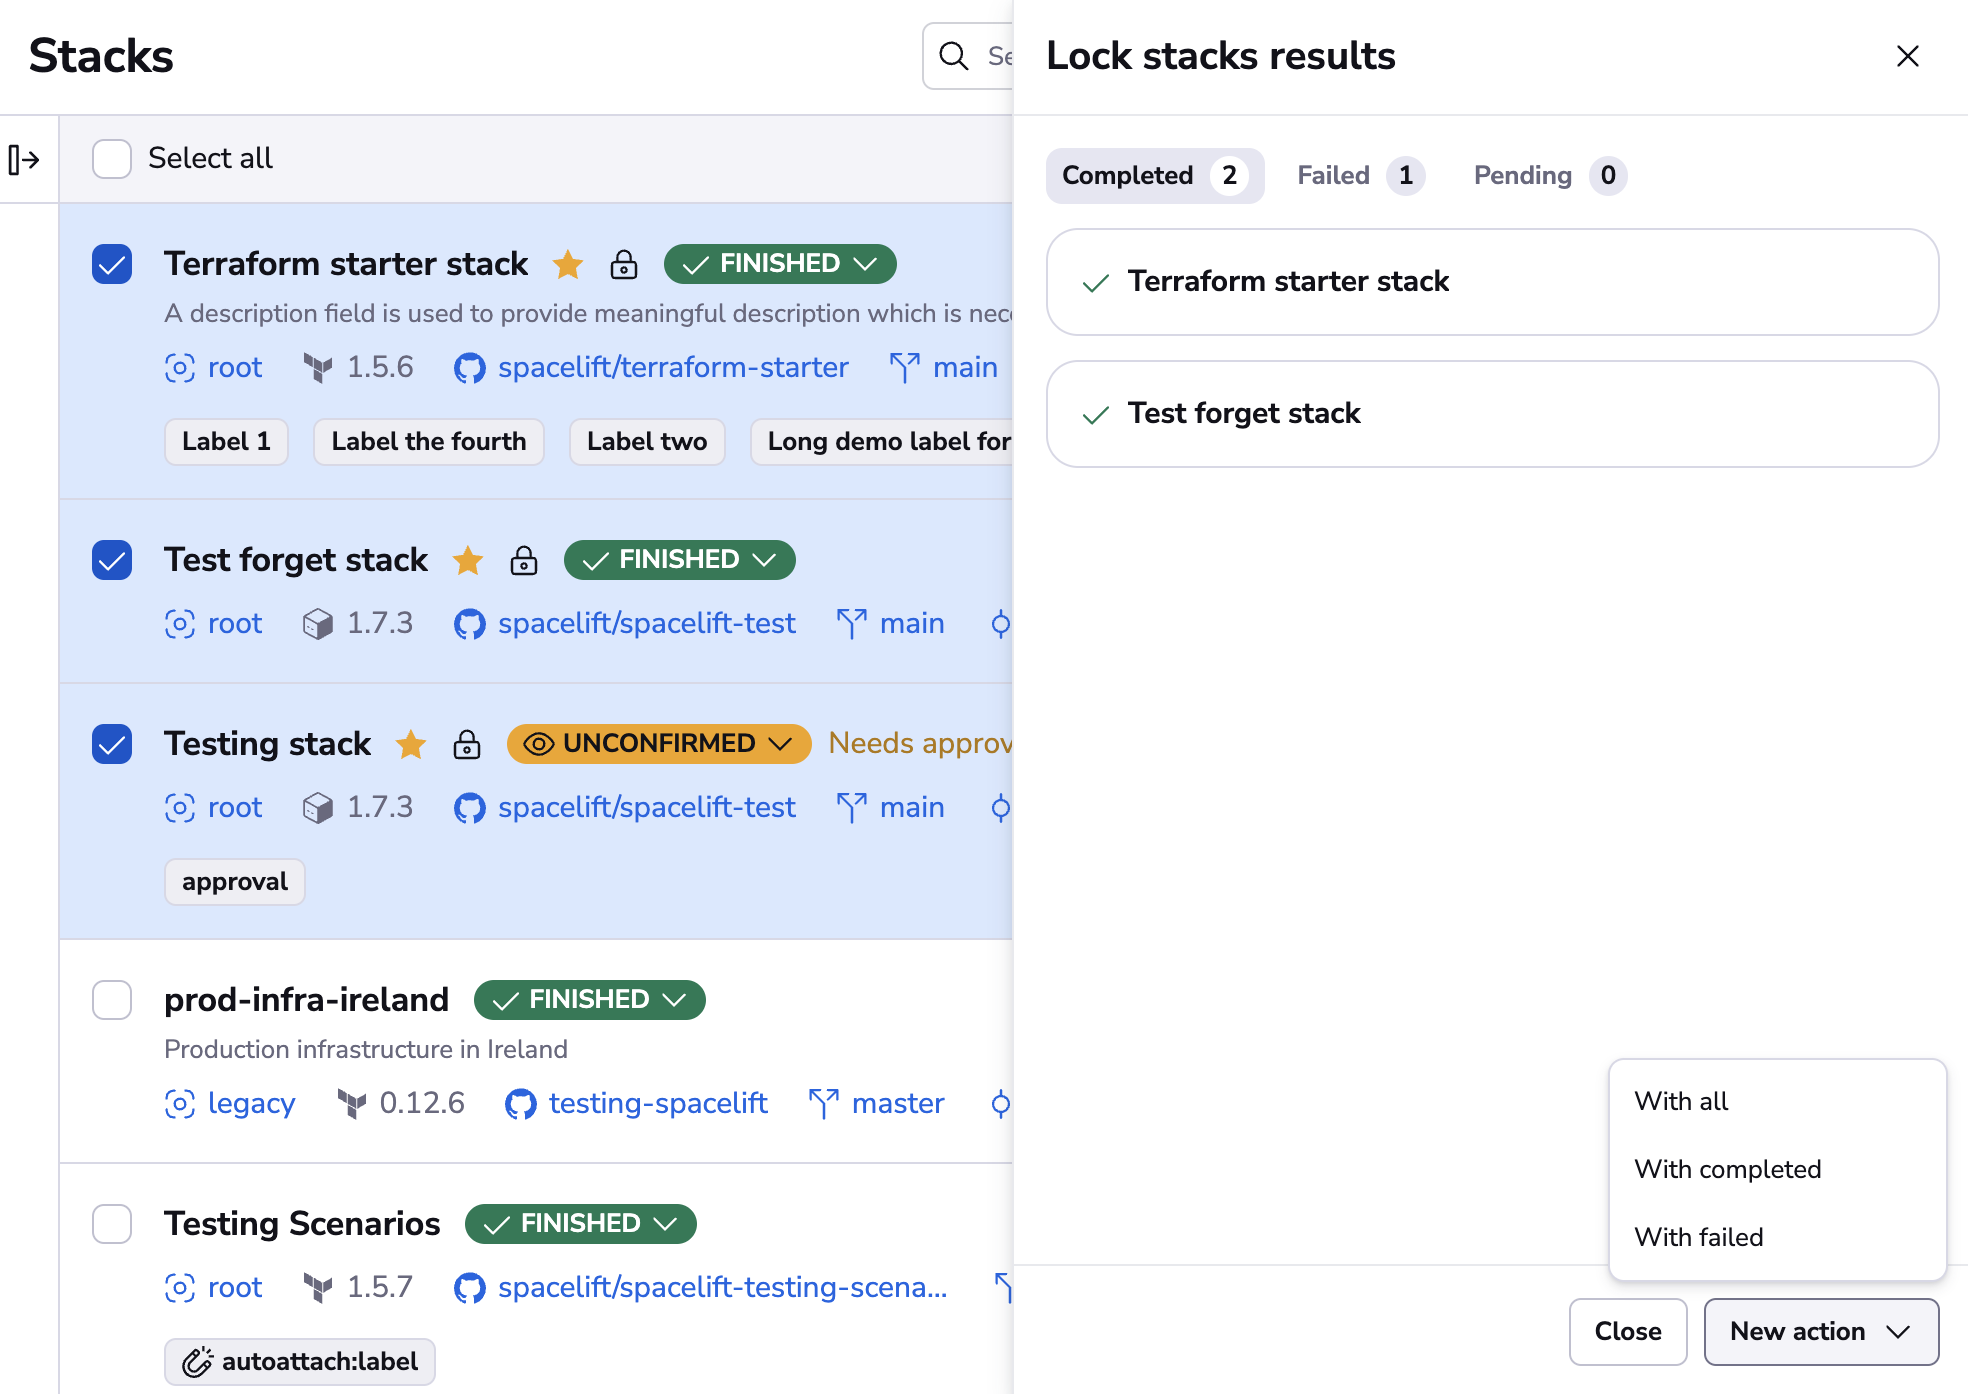 Stacks
Select all
Terraform starter stack FINISHED
A description field is used to provide meaningful description which is
root 1.5.6 spacelift/terraform-starter main
Label 1 Label the fourth Label two Long demo label for
Test forget stack FINISHED
root 1.7.3 spacelift/spacelift-test main
Testing stack UNCONFIRMED Needs
root 1.7.3 spacelift/spacelift-test main
approval
prod-infra-ireland FINISHED
Production infrastructure in Ireland
legacy 0.12.6 testing-spacelift master
Testing Scenarios FINISHED
root 1.5.7 spacelift/spacelift-testing-scena...
autoattach:label
Lock stacks results
Completed 2 Failed 1 Pending 0
Terraform starter stack
Test forget stack
With all
With completed
With failed
Close New action